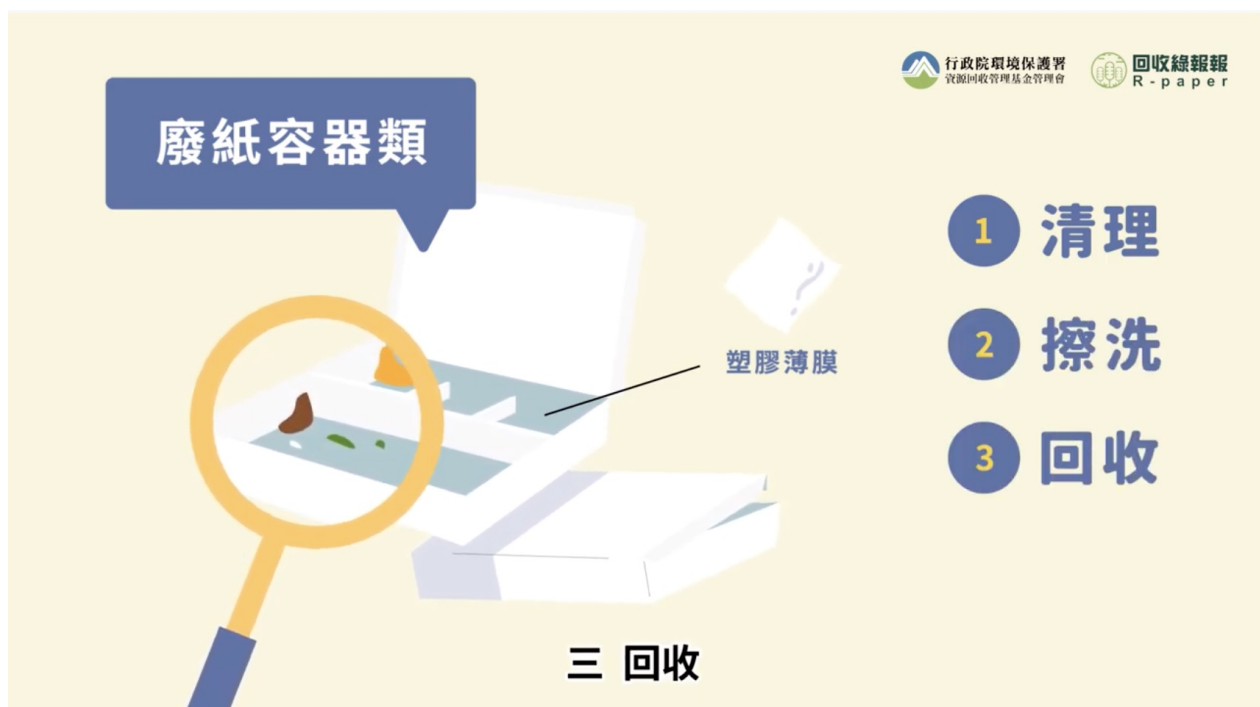 行政院環境保護署
資源回收管理基金管理會
回收綠報報
R-paper
廢紙容器類
塑膠薄膜
1 清理
2 擦洗
3 回收
三 回收